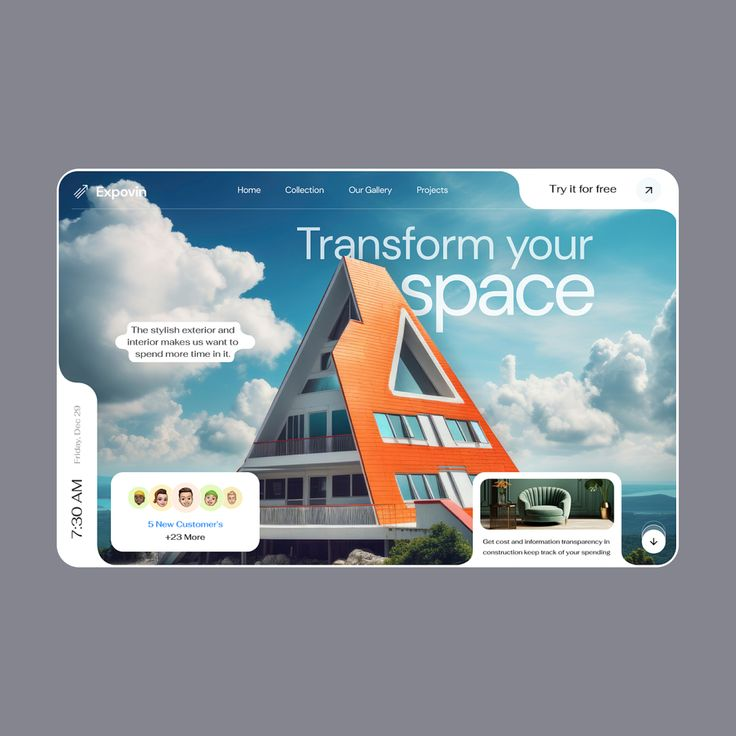 Expovin
Home
Collection
Our Gallery
Projects
Try it for free
Transform your
space
The stylish exterior and
interior makes us want to
spend more time in it.
Friday, Dec 29
7:30 AM
5 New Customer's
+23 More
Get cost and information transparency in
construction keep track of your spending.